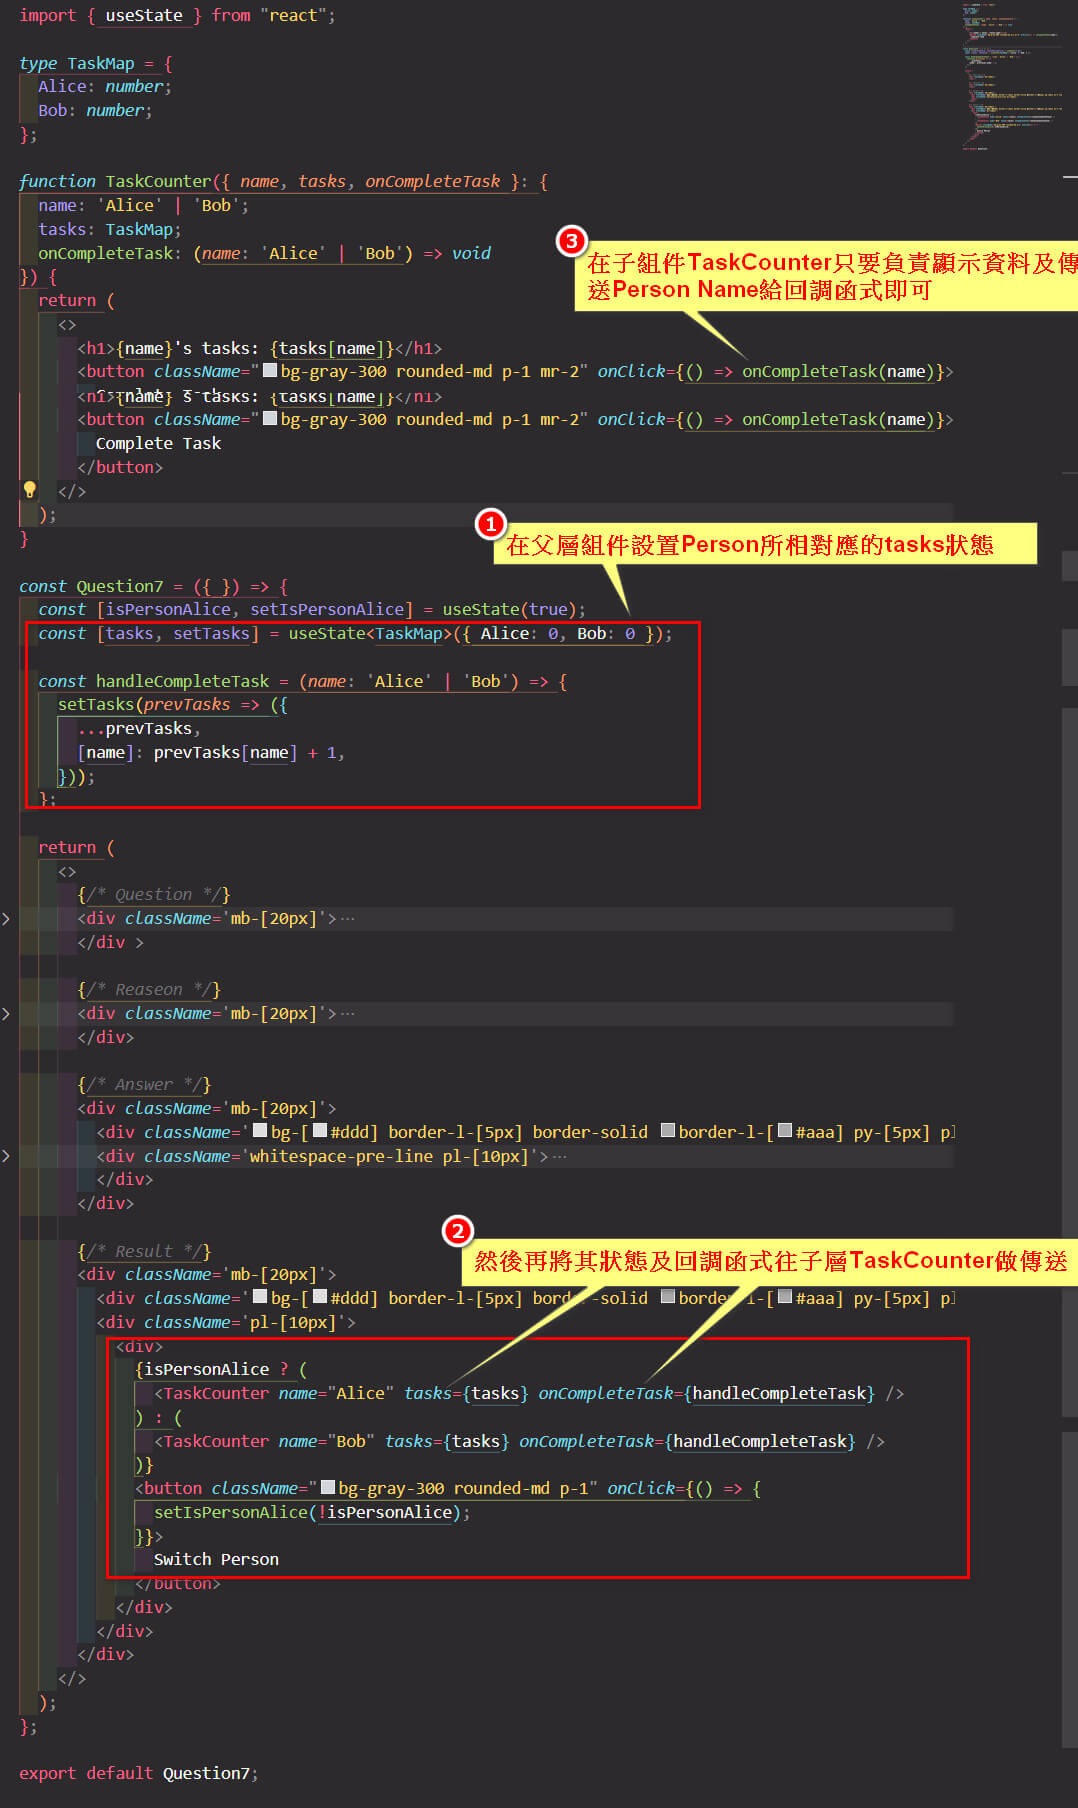 import { useState } from "react";
type TaskMap = {
Alice: number;
Bob: number;
};
function TaskCounter({ name, tasks, onCompleteTask }: {
name: 'Alice' | 'Bob';
tasks: TaskMap;
onCompleteTask: (name: 'Alice' | 'Bob') => void
}) {
3
在子組件TaskCounter只要負責顯示資料及傳
送Person Name給回調函式即可
return (
<>
<h1>{name}'s tasks: {tasks[name]}</h1>
<button className="bg-gray-300 rounded-md p-1 mr-2" onClick={() => onCompleteTask(name)}>
<h1>{name}'s tasks: {tasks[name]}</h1>
<button className="bg-gray-300 rounded-md p-1 mr-2" onClick={() => onCompleteTask(name)}>
Complete Task
</button>
</>
);
}
1
在父層組件設置Person所相對應的tasks狀態
const Question7 = ({ }) => {
const [isPersonAlice, setIsPersonAlice] = useState(true);
const [tasks, setTasks] = useState<TaskMap>({ Alice: 0, Bob: 0 });
const handleCompleteTask = (name: 'Alice' | 'Bob') => {
setTasks(prevTasks => ({
...prevTasks,
[name]: prevTasks[name] + 1,
}));
};
return (
<>
{/* Question */}
<div className='mb-[20px]'>…
</div >
{/* Reaseon */}
<div className='mb-[20px]'>…
</div>
{/* Answer */}
<div className='mb-[20px]'>
<div className='bg-[#ddd] border-l-[5px] border-solid border-l-[#aaa] py-[5px] pl
<div className='whitespace-pre-line pl-[10px]'>…
</div>
</div>
2
然後再將其狀態及回調函式往子層TaskCounter做傳送
{/* Result */}
<div className='mb-[20px]'>
<div className='bg-[#ddd] border-l-[5px] border-solid border-l-[#aaa] py-[5px] pl
<div className='pl-[10px]'>
<div>
{isPersonAlice ? (
<TaskCounter name="Alice" tasks={tasks} onCompleteTask={handleCompleteTask} />
) : (
<TaskCounter name="Bob" tasks={tasks} onCompleteTask={handleCompleteTask} />
)}
<button className="bg-gray-300 rounded-md p-1" onClick={() => {
setIsPersonAlice(!isPersonAlice);
}}>
Switch Person
</button>
</div>
</div>
</div>
</>
);
};
export default Question7;